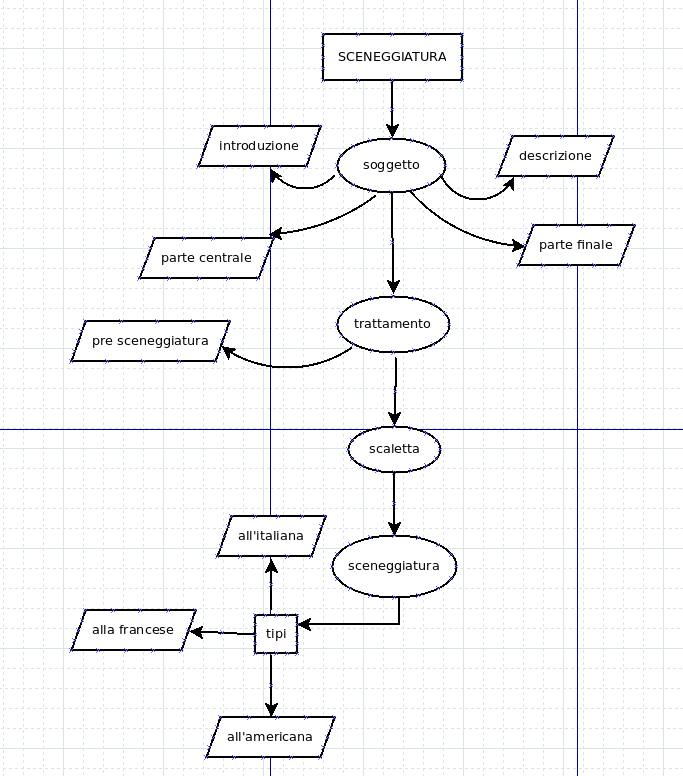 SCENEGGIATURA
introduzione
soggetto
descrizione
parte centrale
parte finale
trattamento
pre sceneggiatura
scaletta
all'italiana
sceneggiatura
alla francese
tipi
all'americana